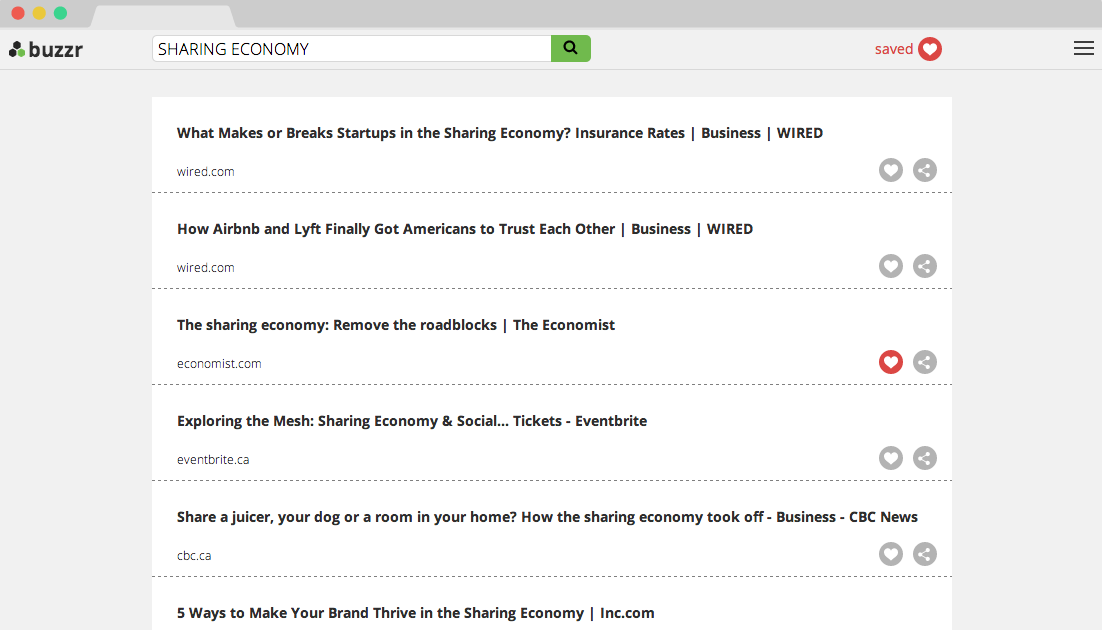 buzzr
SHARING ECONOMY
saved
What Makes or Breaks Startups in the Sharing Economy? Insurance Rates | Business | WIRED
wired.com
How Airbnb and Lyft Finally Got Americans to Trust Each Other | Business | WIRED
wired.com
The sharing economy: Remove the roadblocks | The Economist
economist.com
Exploring the Mesh: Sharing Economy & Social... Tickets - Eventbrite
eventbrite.ca
Share a juicer, your dog or a room in your home? How the sharing economy took off - Business - CBC News
cbc.ca
5 Ways to Make Your Brand Thrive in the Sharing Economy | Inc.com